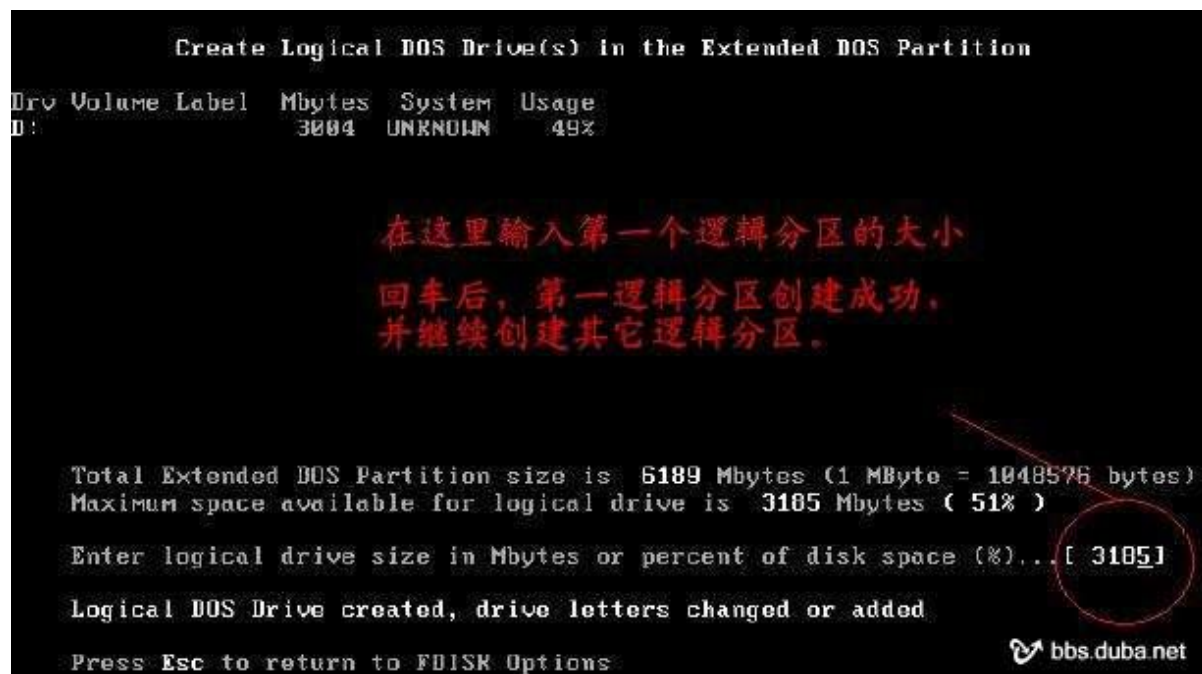 Create Logical DOS Drive(s) in the Extended DOS Partition
Drv Volume Label Mbytes System Usage
D: 3004 UNKNOWN 49%
在这里输入第一个逻辑分区的大小
回车后，第一逻辑分区创建成功，
并继续创建其它逻辑分区。
Total Extended DOS Partition size is 6189 Mbytes (1 MByte = 1048576 bytes)
Maximum space available for logical drive is 3185 Mbytes ( 51% )
Enter logical drive size in Mbytes or percent of disk space (%)...[ 3185]
Logical DOS Drive created, drive letters changed or added
Press Esc to return to FDISK Options
bbs.duba.net